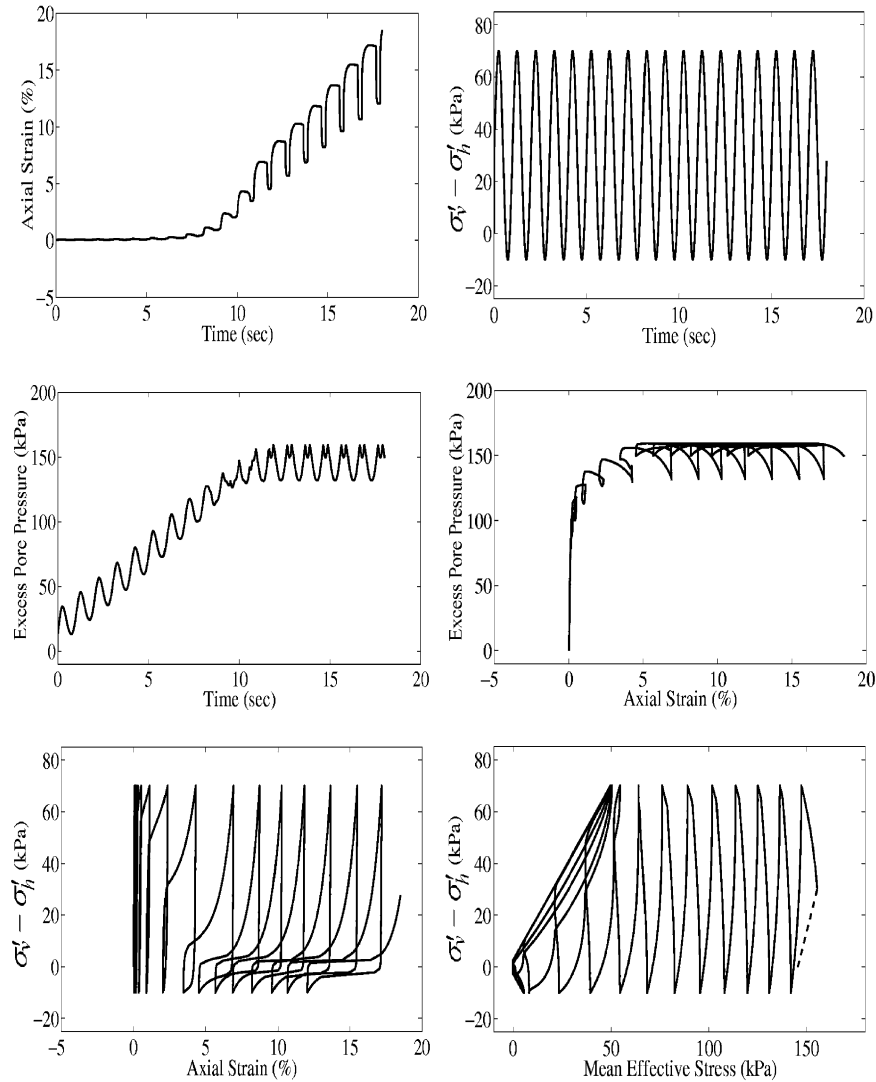 20
15
10
5
0
−5
0 5 10 15 20
Axial Strain (%)
Time (sec)
80
60
40
20
0
−20
0 5 10 15 20
σ′v − σ′h (kPa)
Time (sec)
200
150
100
50
0
0 5 10 15 20
Excess Pore Pressure (kPa)
Time (sec)
200
150
100
50
0
−5 0 5 10 15 20
Excess Pore Pressure (kPa)
Axial Strain (%)
80
60
40
20
0
−20
−5 0 5 10 15 20
σ′v − σ′h (kPa)
Axial Strain (%)
80
60
40
20
0
−20
0 50 100 150
σ′v − σ′h (kPa)
Mean Effective Stress (kPa)